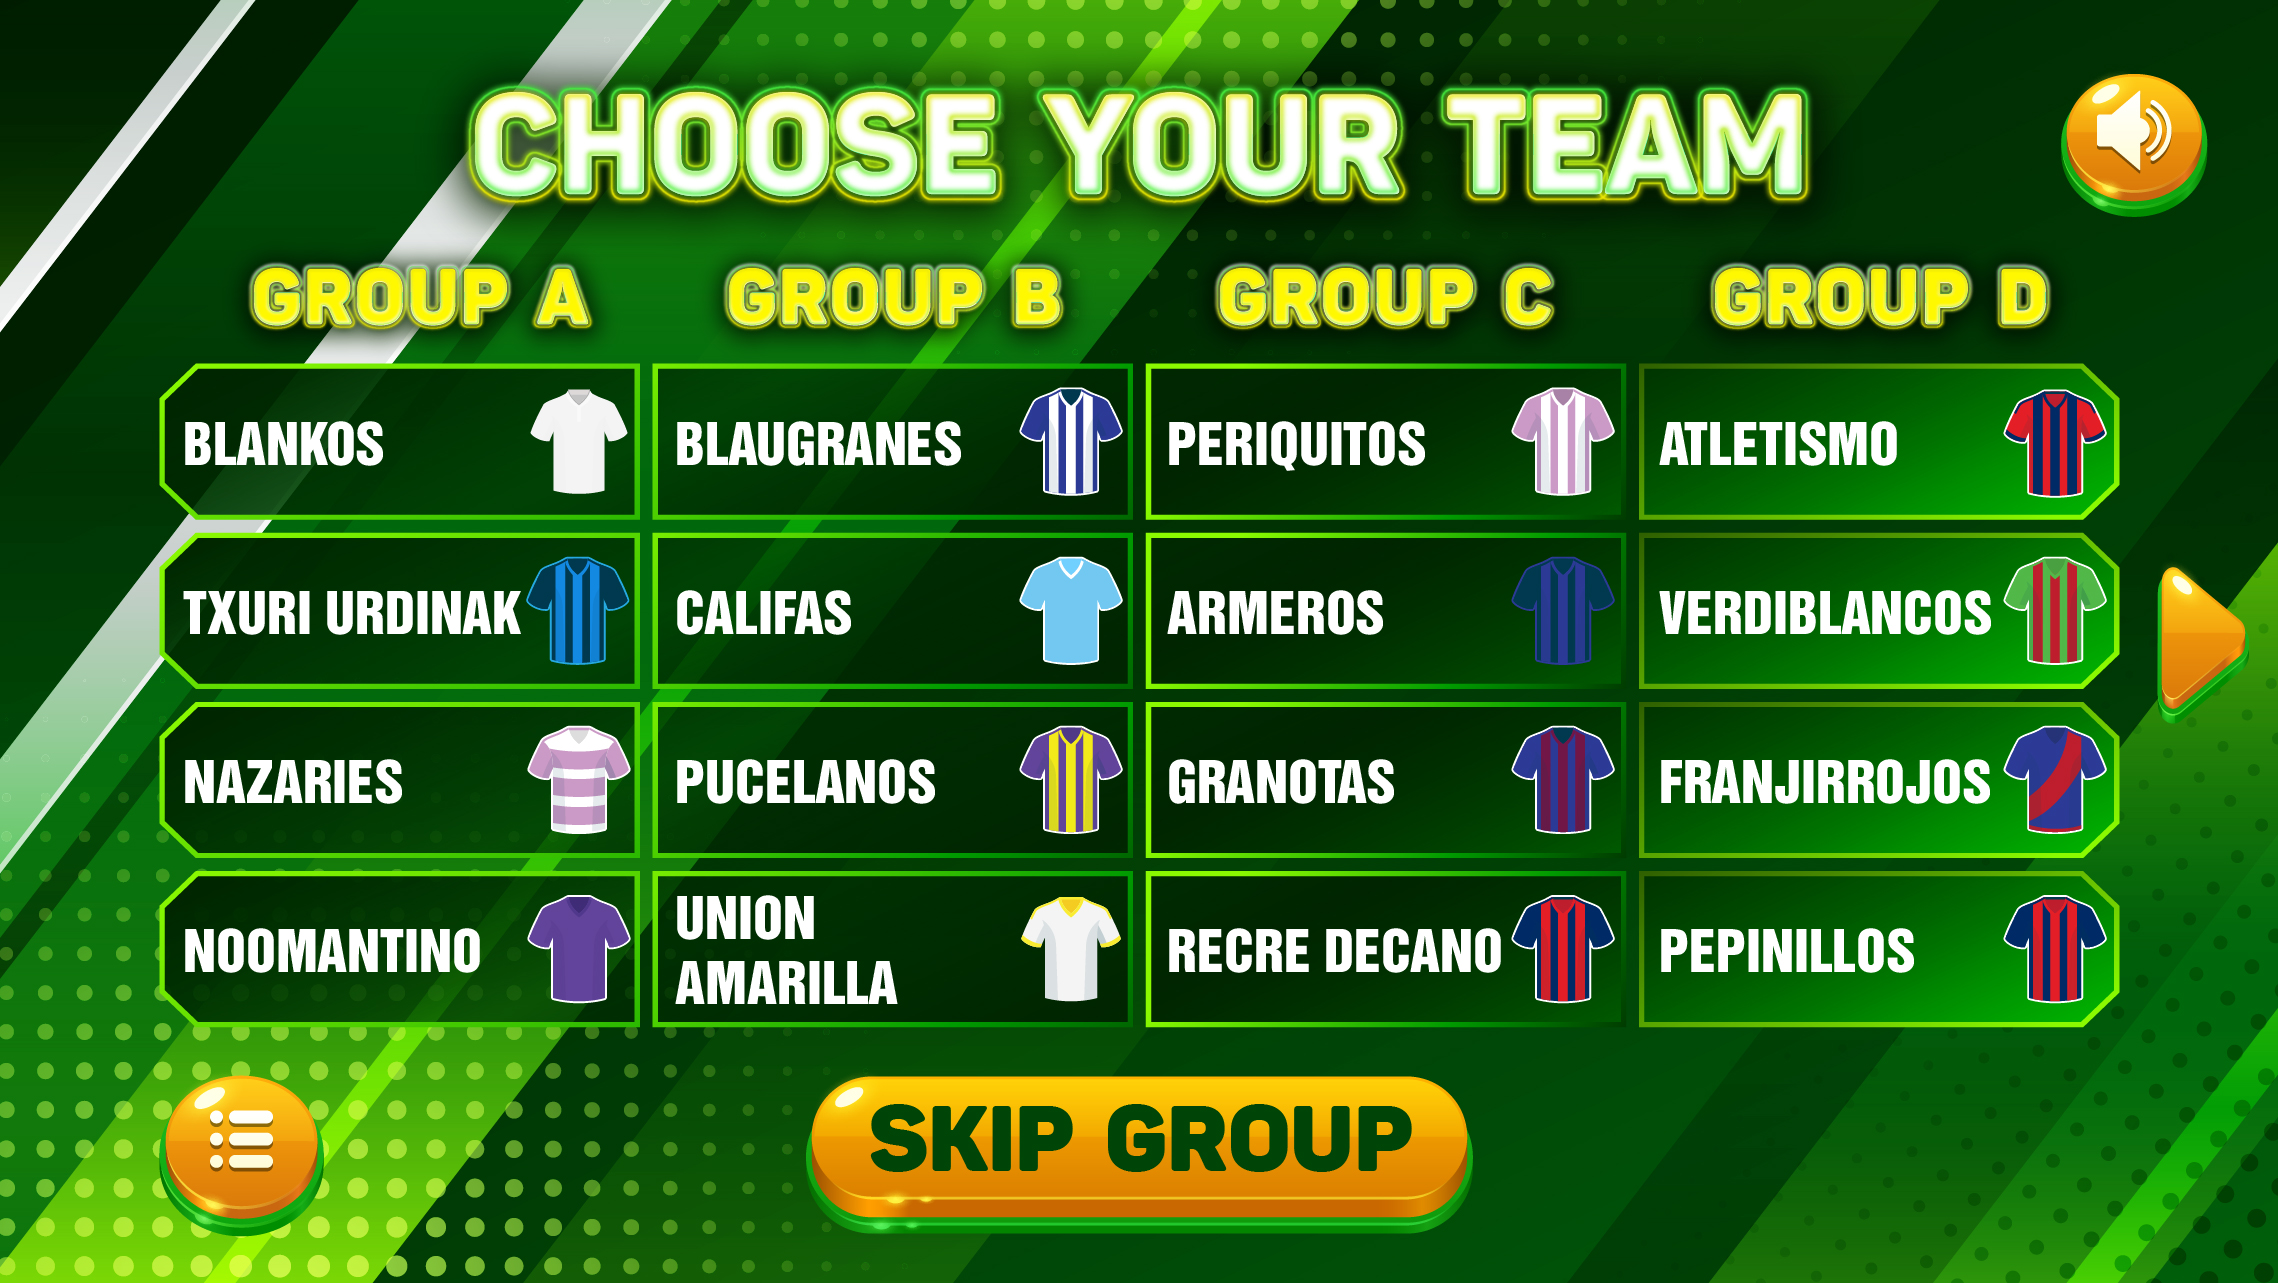 CHOOSE YOUR TEAM
GROUP A
GROUP B
GROUP C
GROUP D
BLANKOS
BLAUGRANES
PERIQUITOS
ATLETISMO
TXURI URDINAK
CALIFAS
ARMEROS
VERDIBLANCOS
NAZARIES
PUCELANOS
GRANOTAS
FRANJIRROJOS
NOOMANTINO
UNION
AMARILLA
RECRE DECANO
PEPINILLOS
SKIP GROUP